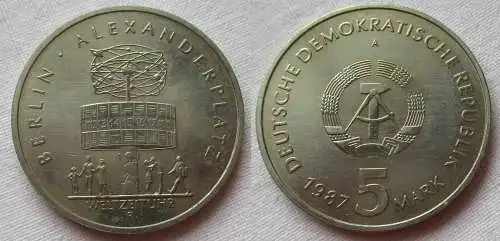 BERLIN · ALEXANDERPLATZ
WELTZEITUHR
DEUTSCHE DEMOKRATISCHE REPUBLIK
A
1987 5 MARK